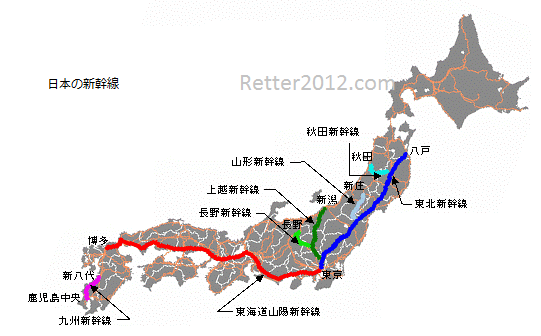 Retter2012.com
日本の新幹線
秋田新幹線
八戸
秋田
山形新幹線
新庄
東北新幹線
上越新幹線
新潟
長野新幹線
長野
博多
東京
新八代
鹿児島中央
東海道山陽新幹線
九州新幹線